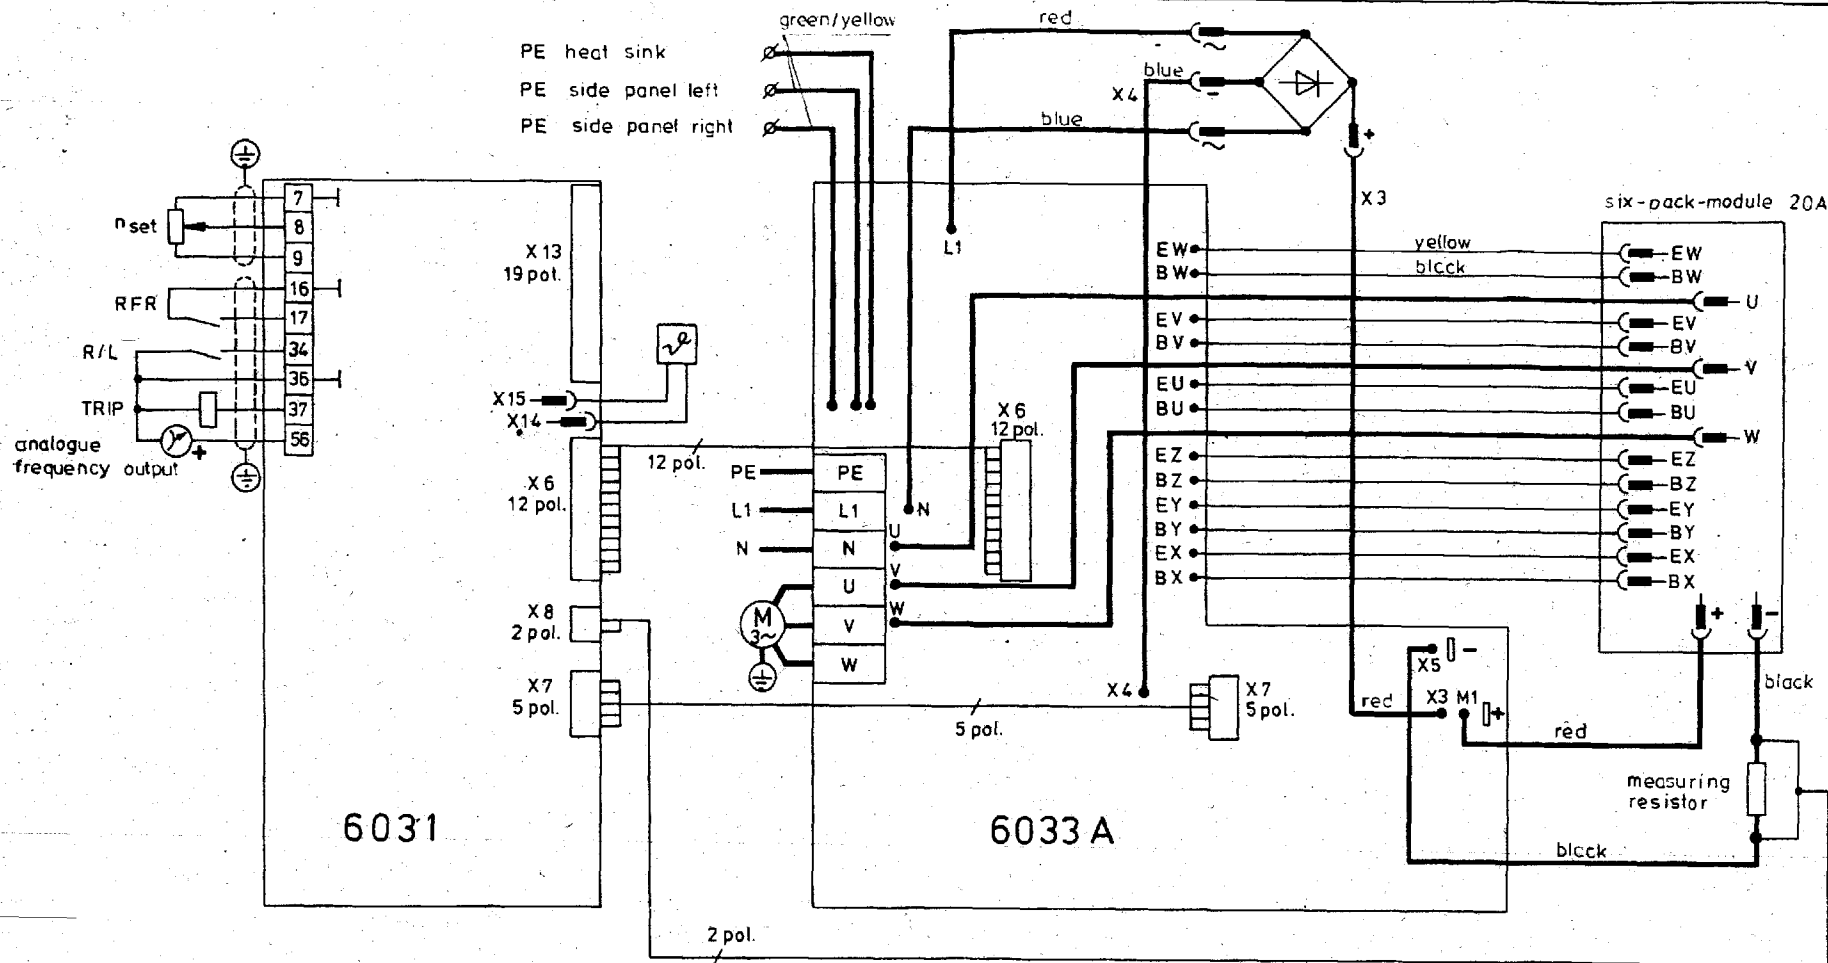 green/yellow
red
PE heat sink
PE side panel left
PE side panel right
blue
X4
-
~
blue
~
+
X3
six-pack-module 20A
nset
7
8
9
16
17
34
36
37
56
RFR
R/L
TRIP
analogue
frequency output
+
X13
19 pol.
X15
X14
X6
12 pol.
X8
2 pol.
X7
5 pol.
6031
12 pol.
L1
N
PE
PE
L1
L1
N
N
U
V
W
M
3~
U
V
W
X6
12 pol.
EW
BW
EV
BV
EU
BU
EZ
BZ
EY
BY
EX
BX
yellow
blcck
EW
BW
U
EV
BV
V
EU
BU
W
EZ
BZ
EY
BY
EX
BX
+
-
X4
X7
5 pol.
5 pol.
X5
-
red
X3 M1
+
red
black
measuring
resistor
blcck
6033 A
2 pol.